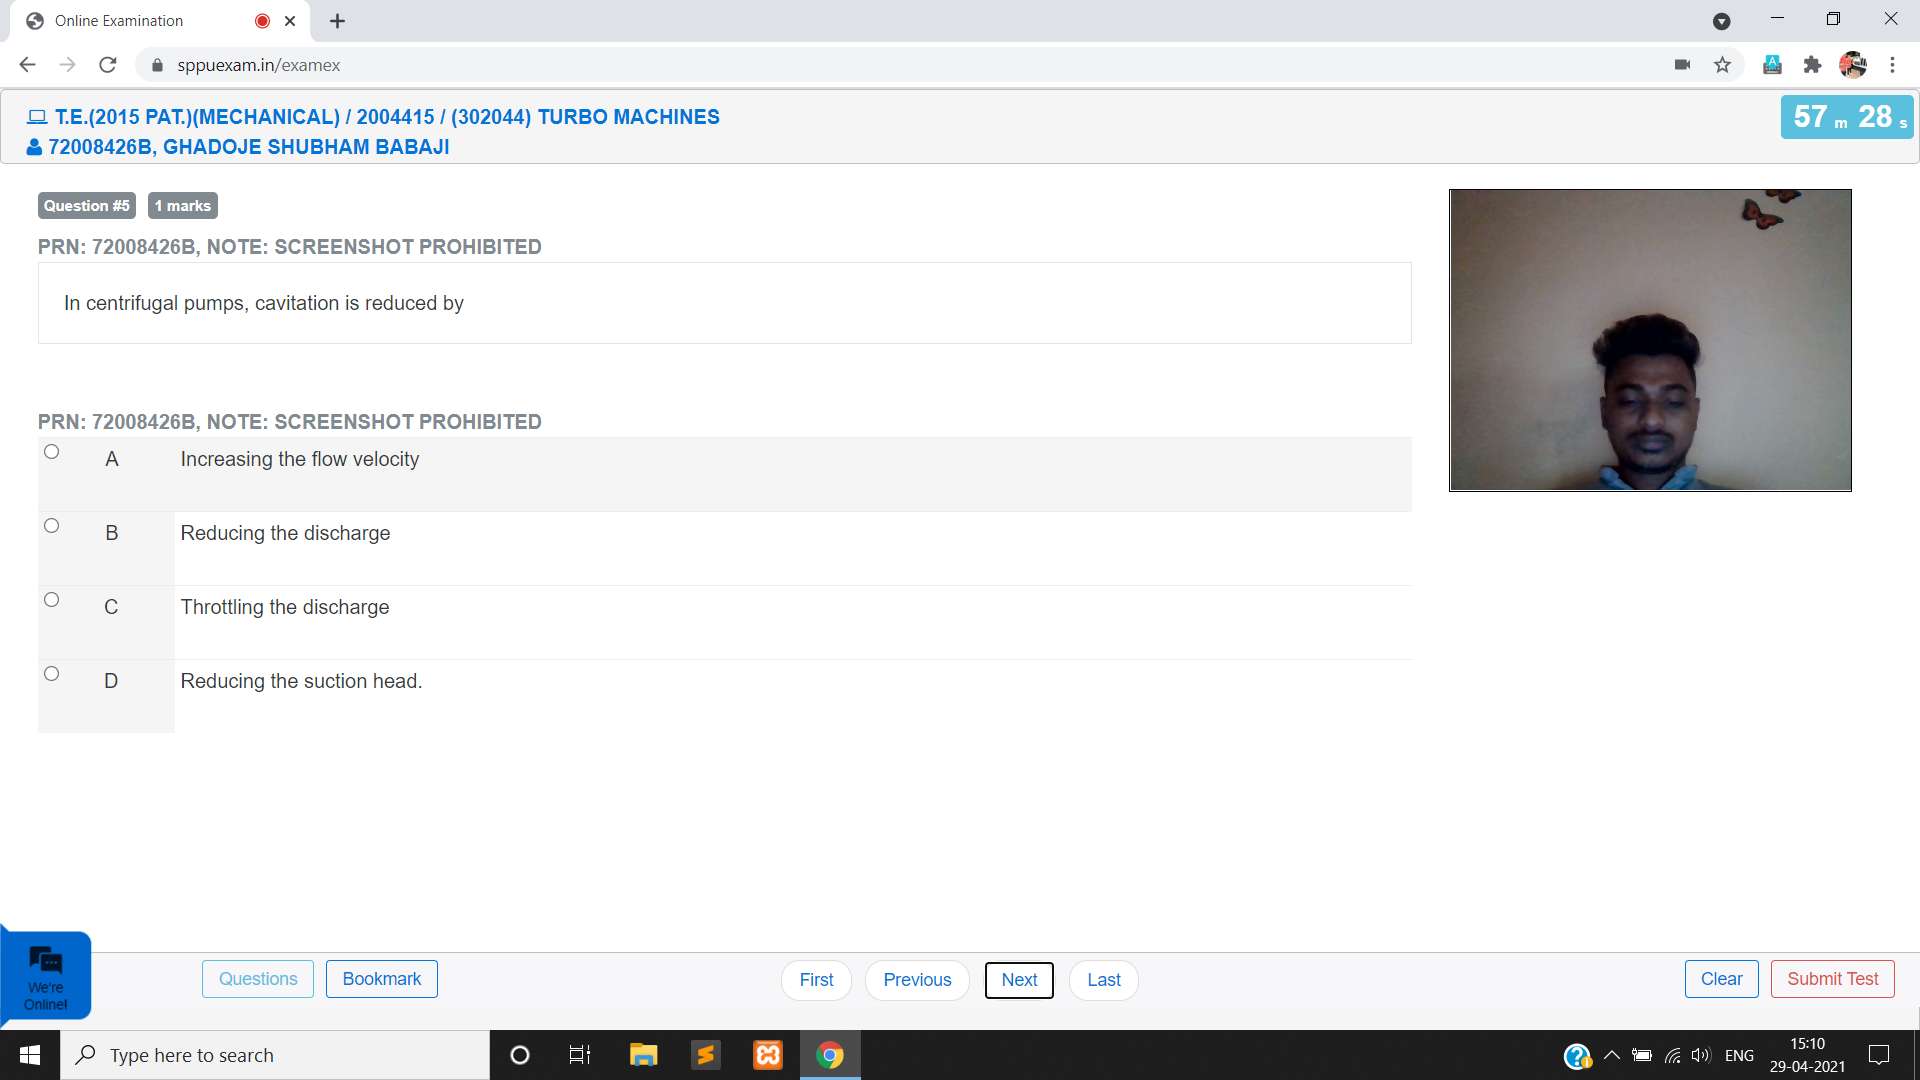 Online Examination
sppuexam.in/examex
T.E.(2015 PAT.)(MECHANICAL) / 2004415 / (302044) TURBO MACHINES
72008426B, GHADOJE SHUBHAM BABAJI
57 m 28 s
Question #5 1 marks
PRN: 72008426B, NOTE: SCREENSHOT PROHIBITED
In centrifugal pumps, cavitation is reduced by
PRN: 72008426B, NOTE: SCREENSHOT PROHIBITED
A Increasing the flow velocity
B Reducing the discharge
C Throttling the discharge
D Reducing the suction head.
We're
Online!
Questions Bookmark First Previous Next Last Clear Submit Test
Type here to search
ENG
15:10
29-04-2021